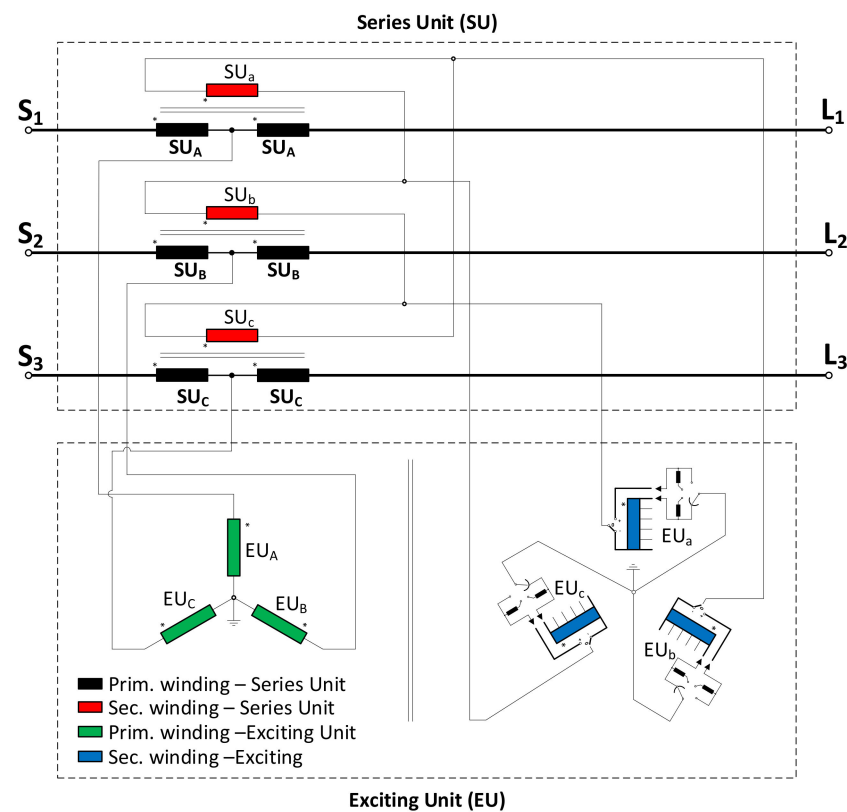 Series Unit (SU)
SUa
S1
L1
SUA
SUA
SUb
S2
L2
SUB
SUB
SUc
S3
L3
SUC
SUC
EUa
EUA
EUc
EUC
EUB
EUb
Prim. winding – Series Unit
Sec. winding – Series Unit
Prim. winding –Exciting Unit
Sec. winding –Exciting
Exciting Unit (EU)